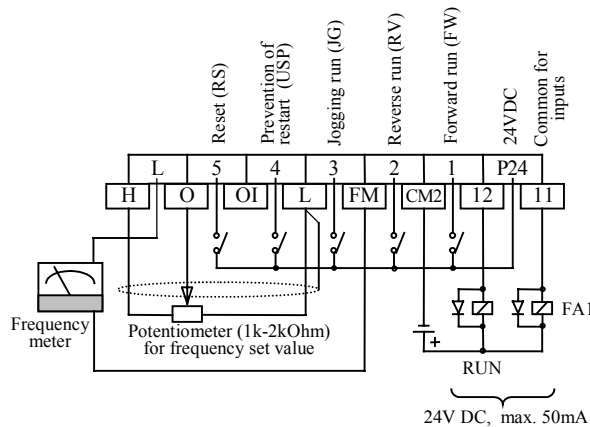 Reset (RS)
Prevention of
restart (USP)
Jogging run (JG)
Reverse run (RV)
Forward run (FW)
24VDC
Common for
inputs
L 5 4 3 2 1 P24
H O OI L FM CM2 12 11
Frequency
meter
Potentiometer (1k-2kOhm)
for frequency set value
+
FA1
RUN
24V DC, max. 50mA